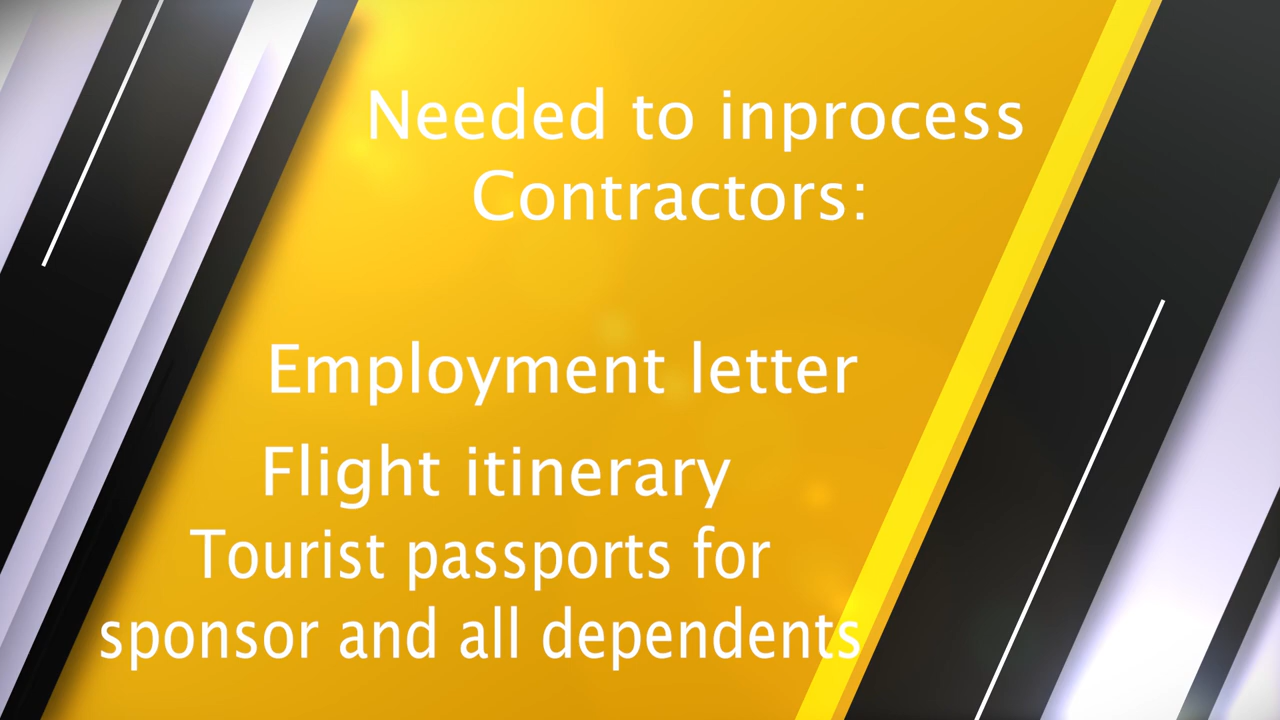 Needed to inprocess
Contractors:
Employment letter
Flight itinerary
Tourist passports for
sponsor and all dependents